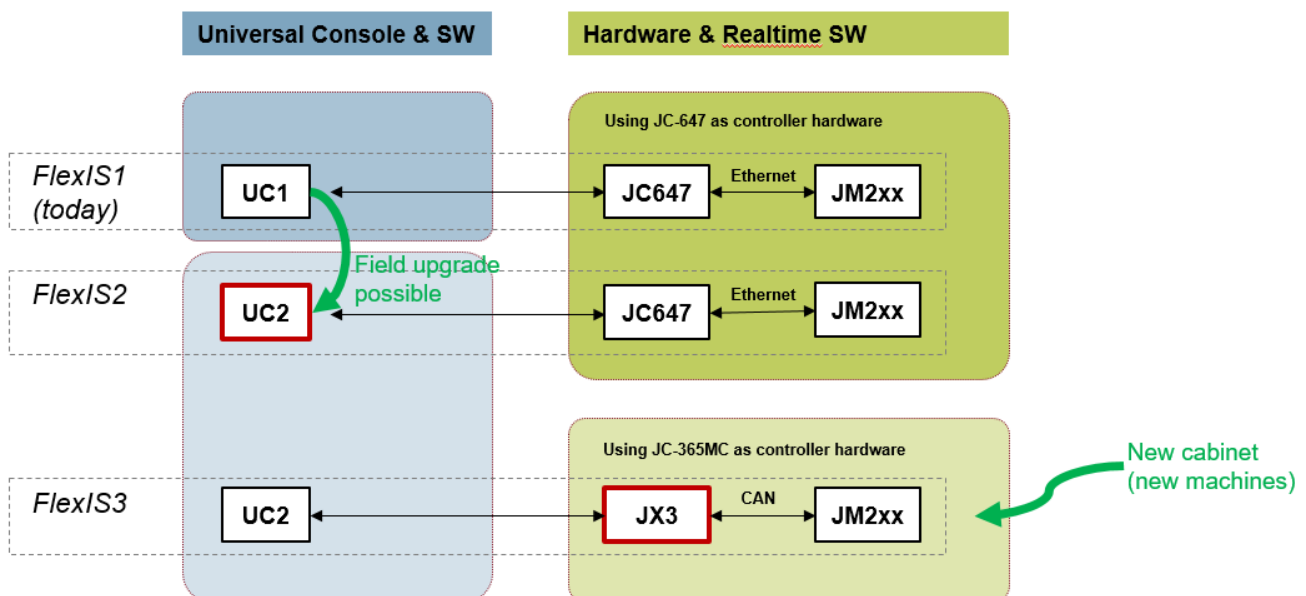 Universal Console & SW
Hardware & Realtime SW
Using JC-647 as controller hardware
FlexIS1
(today)
UC1
JC647
Ethernet
JM2xx
Field upgrade
possible
FlexIS2
UC2
JC647
Ethernet
JM2xx
Using JC-365MC as controller hardware
New cabinet
(new machines)
FlexIS3
UC2
JX3
CAN
JM2xx